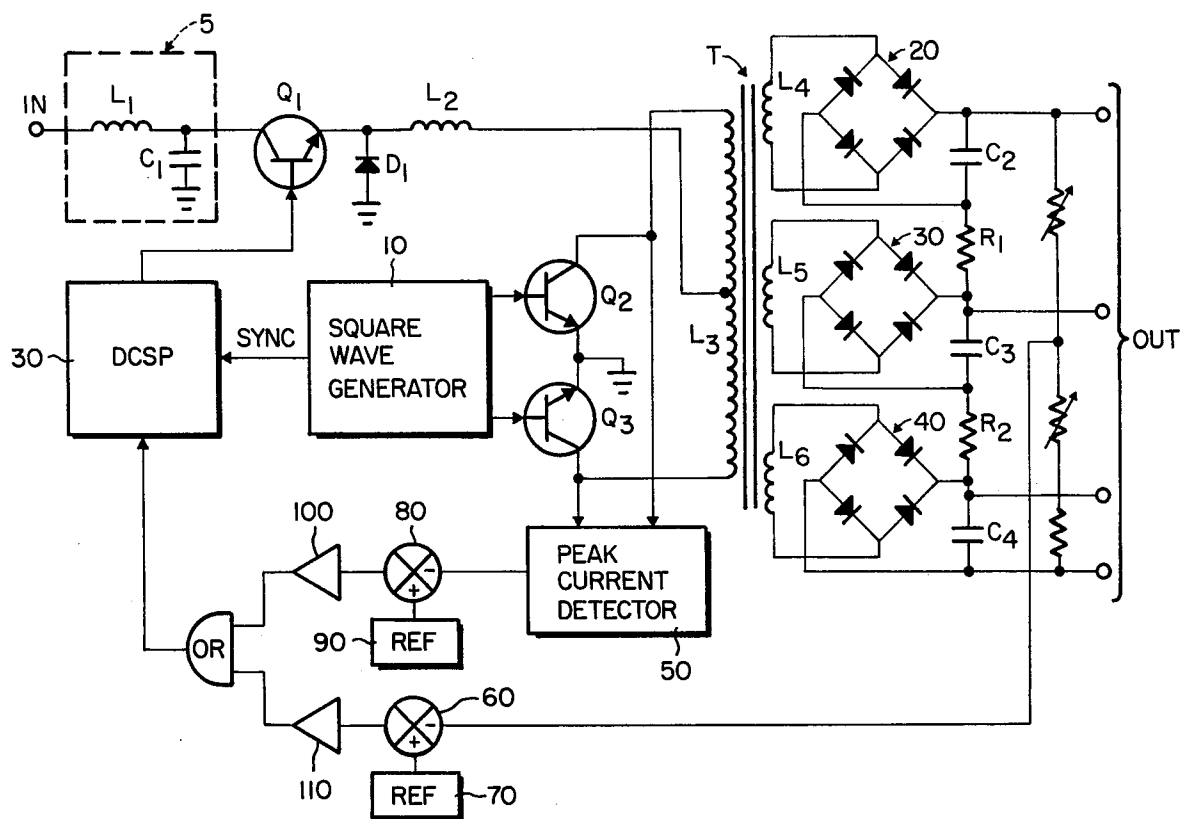 5
IN
L1
C1
Q1
D1
L2
T
L4
20
C2
R1
L5
30
C3
R2
L3
L6
40
C4
OUT
30
DCSP
SYNC
10
SQUARE
WAVE
GENERATOR
Q2
Q3
100
80
90
REF
PEAK
CURRENT
DETECTOR
50
OR
110
60
REF
70